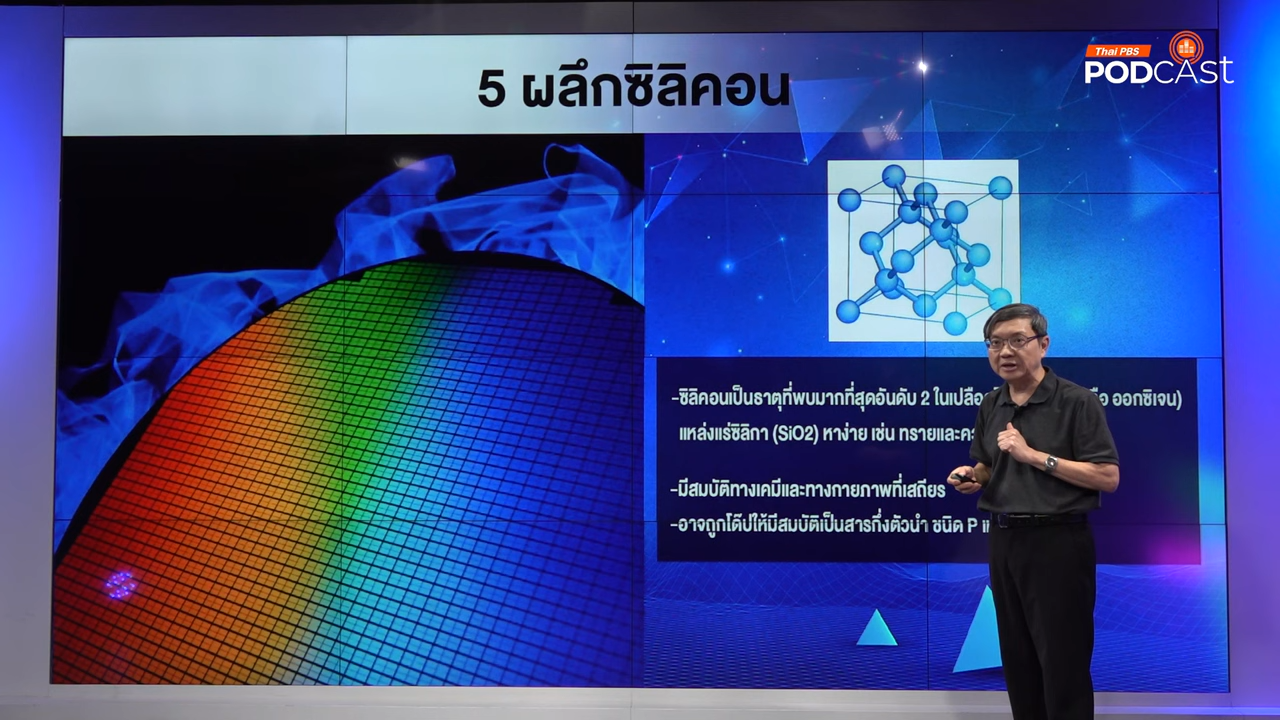 Thai PBS
PODCAst
5 ผลึกซิลิคอน
-ซิลิคอนเป็นธาตุที่พบมากที่สุดอันดับ 2 ในเปลือ ออกซิเจน)
แหล่งแร่ซิลิกา (SiO2) หาง่าย เช่น ทรายและ
-มีสมบัติทางเคมีและทางกายภาพที่เสถียร
-อาจถูกโด๊ปให้มีสมบัติเป็นสารกึ่งตัวนำ ชนิด P